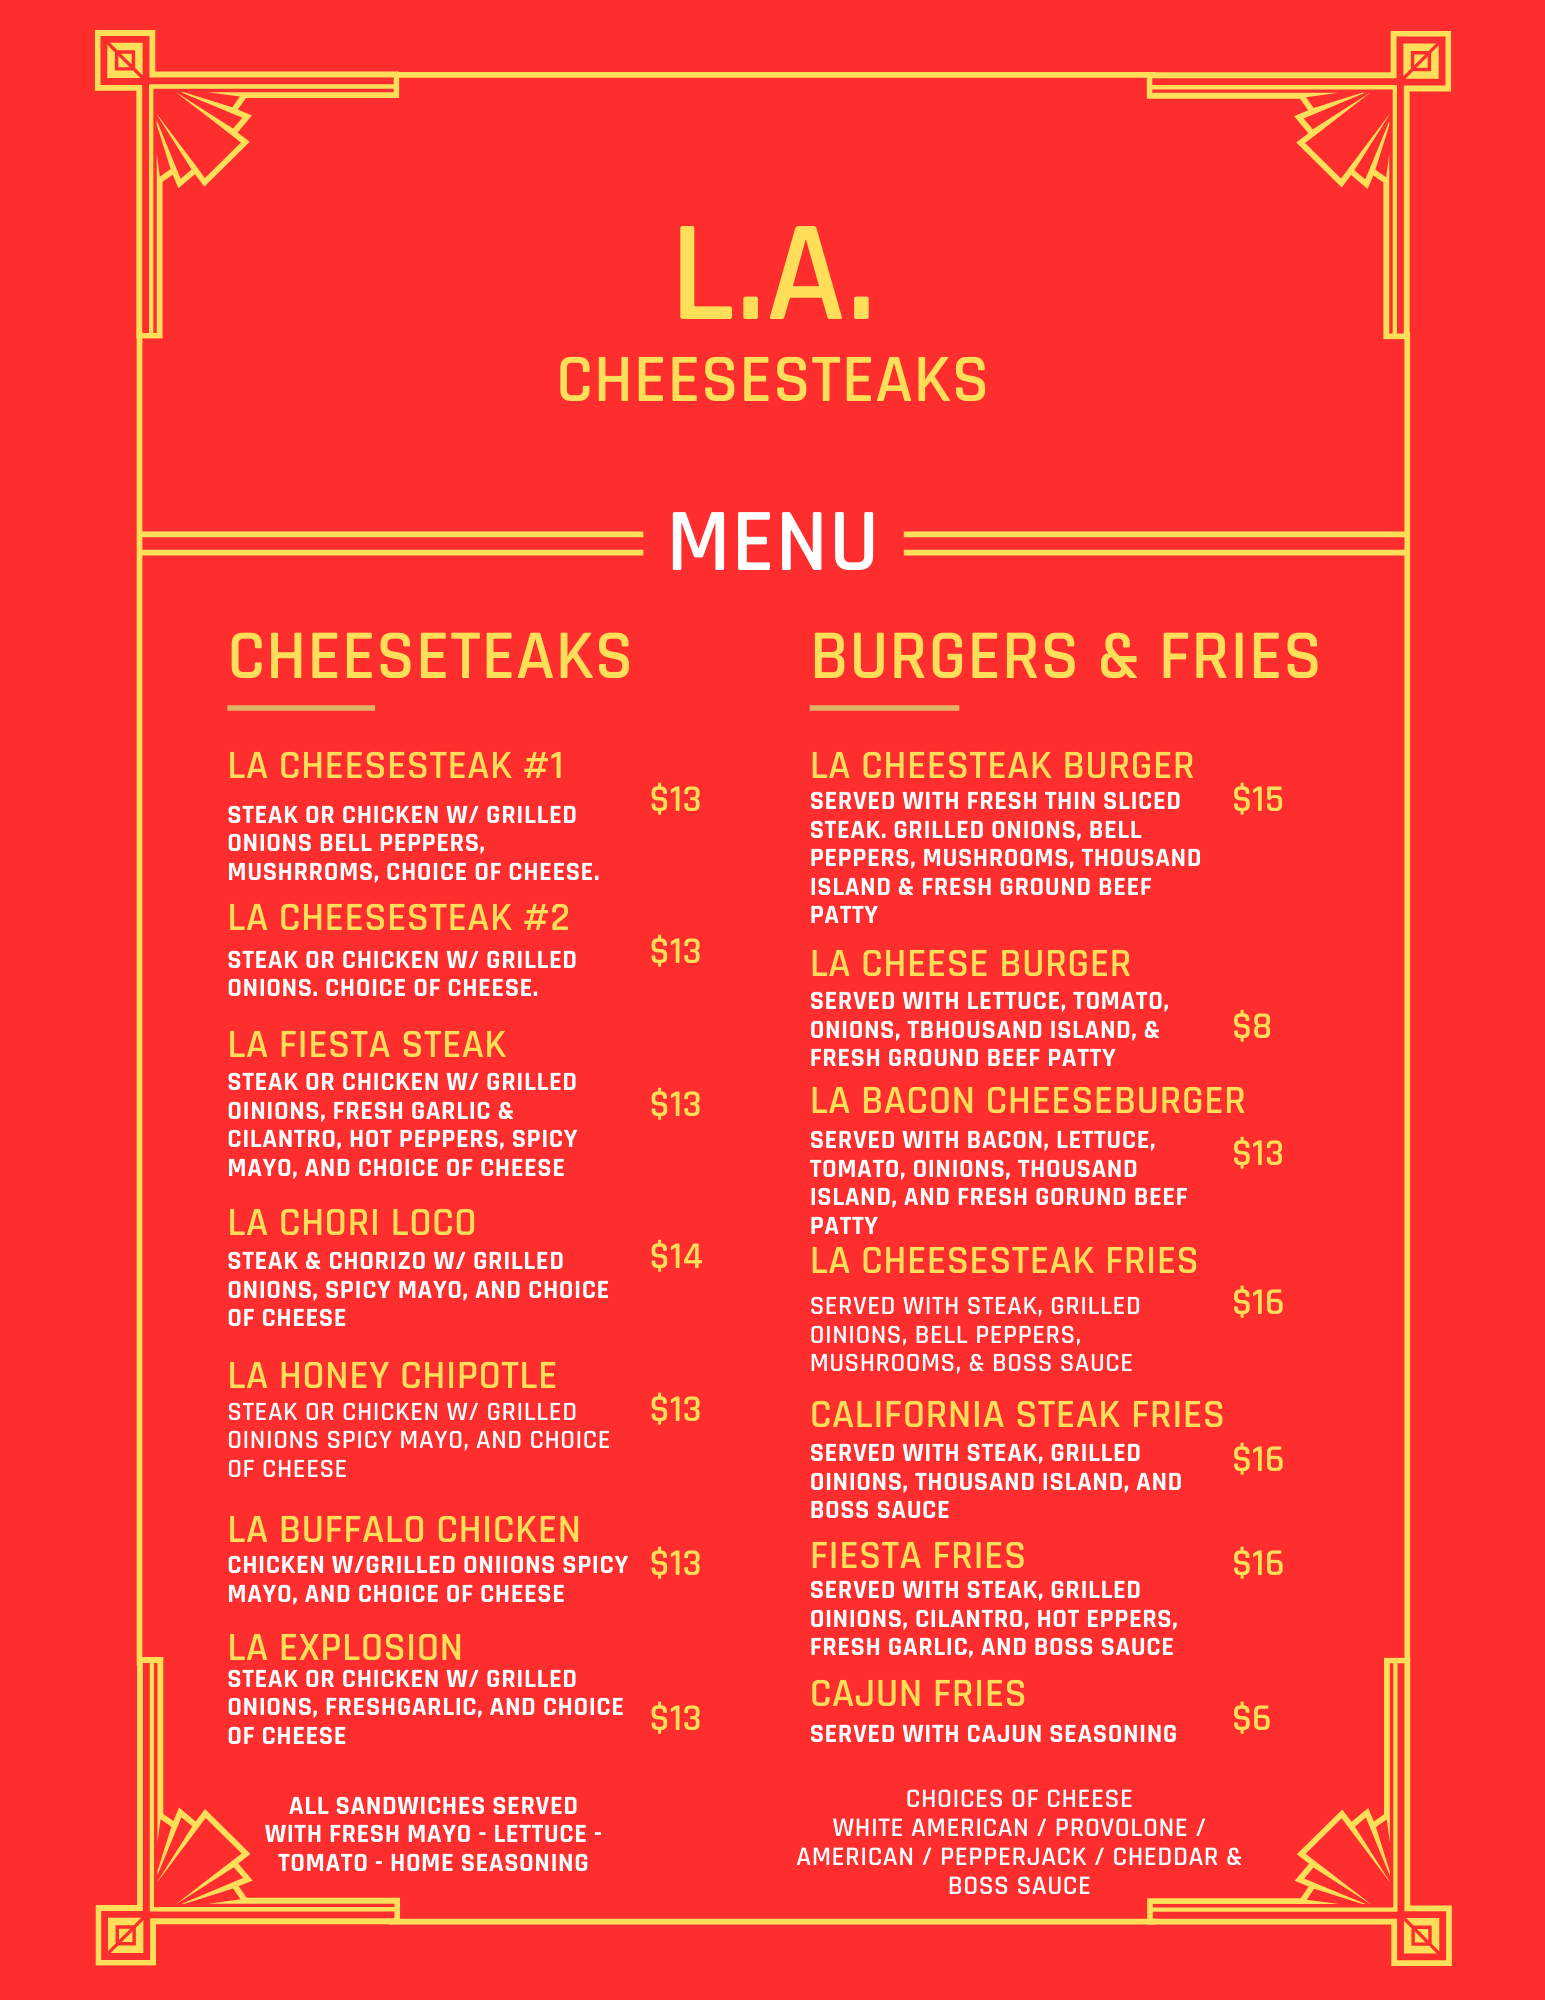 L.A.
CHEESESTEAKS
MENU
CHEESETEAKS
LA CHEESESTEAK #1
$13
STEAK OR CHICKEN W/ GRILLED
ONIONS BELL PEPPERS,
MUSHRROMS, CHOICE OF CHEESE.
LA CHEESESTEAK #2
$13
STEAK OR CHICKEN W/ GRILLED
ONIONS. CHOICE OF CHEESE.
LA FIESTA STEAK
STEAK OR CHICKEN W/ GRILLED
$13
OINIONS, FRESH GARLIC &
CILANTRO, HOT PEPPERS, SPICY
MAYO, AND CHOICE OF CHEESE
LA CHORI LOCO
$14
STEAK & CHORIZO W/ GRILLED
ONIONS, SPICY MAYO, AND CHOICE
OF CHEESE
LA HONEY CHIPOTLE
$13
STEAK OR CHICKEN W/ GRILLED
OINIONS SPICY MAYO, AND CHOICE
OF CHEESE
LA BUFFALO CHICKEN
CHICKEN W/GRILLED ONIIONS SPICY
$13
MAYO, AND CHOICE OF CHEESE
LA EXPLOSION
STEAK OR CHICKEN W/ GRILLED
ONIONS, FRESHGARLIC, AND CHOICE
$13
OF CHEESE
ALL SANDWICHES SERVED
WITH FRESH MAYO - LETTUCE -
TOMATO - HOME SEASONING
BURGERS & FRIES
LA CHEESTEAK BURGER
SERVED WITH FRESH THIN SLICED
$15
STEAK. GRILLED ONIONS, BELL
PEPPERS, MUSHROOMS, THOUSAND
ISLAND & FRESH GROUND BEEF
PATTY
LA CHEESE BURGER
SERVED WITH LETTUCE, TOMATO,
ONIONS, TBHOUSAND ISLAND, &
$8
FRESH GROUND BEEF PATTY
LA BACON CHEESEBURGER
SERVED WITH BACON, LETTUCE,
$13
TOMATO, OINIONS, THOUSAND
ISLAND, AND FRESH GORUND BEEF
PATTY
LA CHEESESTEAK FRIES
$16
SERVED WITH STEAK, GRILLED
OINIONS, BELL PEPPERS,
MUSHROOMS, & BOSS SAUCE
CALIFORNIA STEAK FRIES
SERVED WITH STEAK, GRILLED
$16
OINIONS, THOUSAND ISLAND, AND
BOSS SAUCE
FIESTA FRIES
$16
SERVED WITH STEAK, GRILLED
OINIONS, CILANTRO, HOT EPPERS,
FRESH GARLIC, AND BOSS SAUCE
CAJUN FRIES
$6
SERVED WITH CAJUN SEASONING
CHOICES OF CHEESE
WHITE AMERICAN / PROVOLONE /
AMERICAN / PEPPERJACK / CHEDDAR &
BOSS SAUCE